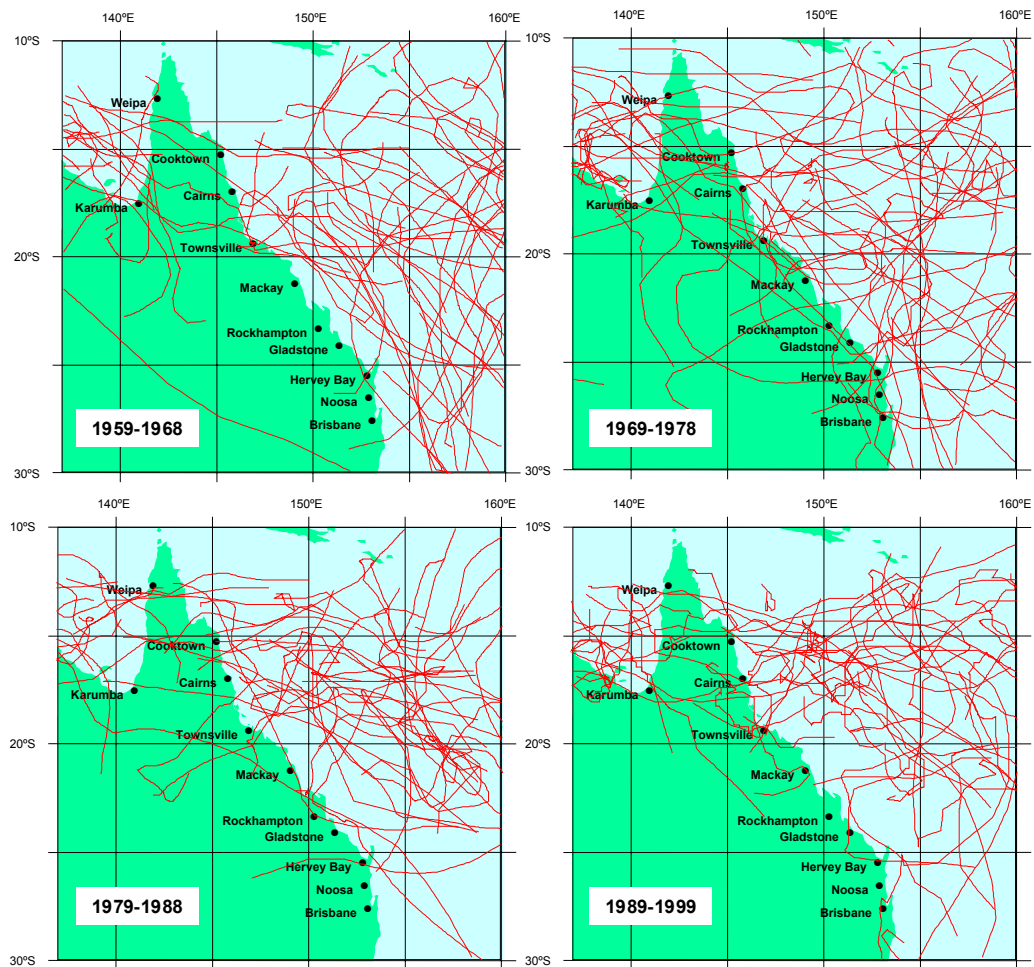 140ºE 150ºE 160ºE
10ºS
Weipa
Cooktown
Cairns
Karumba
Townsville
20ºS
Mackay
Rockhampton
Gladstone
Hervey Bay
Noosa
Brisbane
1959-1968
30ºS
140ºE 150ºE 160ºE
10ºS
Weipa
Cooktown
Cairns
Karumba
Townsville
20ºS
Mackay
Rockhampton
Gladstone
Hervey Bay
Noosa
Brisbane
1969-1978
30ºS
140ºE 150ºE 160ºE
10ºS
Weipa
Cooktown
Cairns
Karumba
Townsville
20ºS
Mackay
Rockhampton
Gladstone
Hervey Bay
Noosa
Brisbane
1979-1988
30ºS
140ºE 150ºE 160ºE
10ºS
Weipa
Cooktown
Cairns
Karumba
Townsville
20ºS
Mackay
Rockhampton
Gladstone
Hervey Bay
Noosa
Brisbane
1989-1999
30ºS